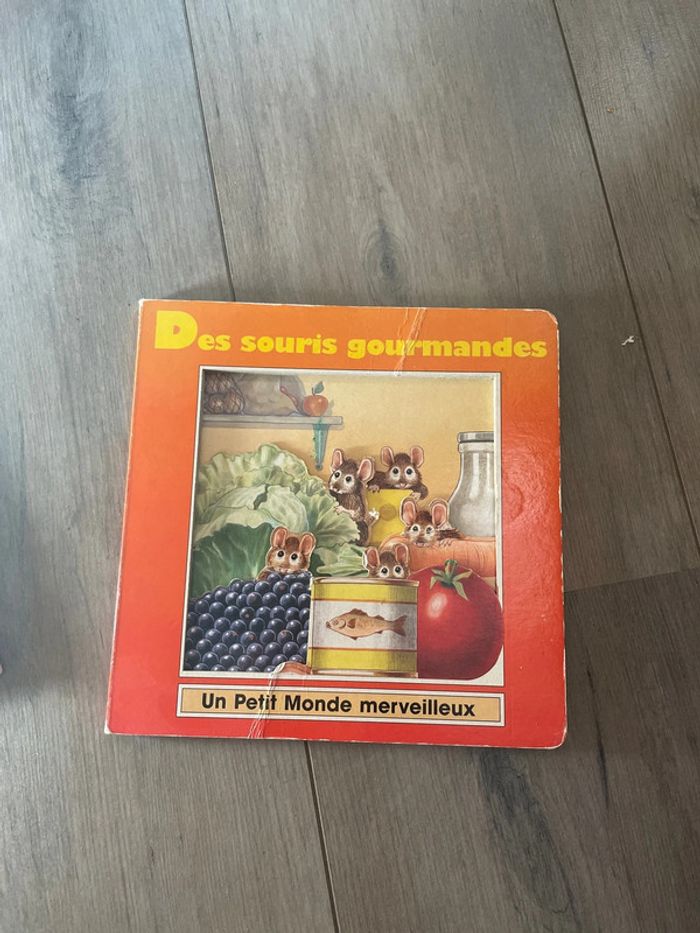 Des souris gourmandes
Un Petit Monde merveilleux